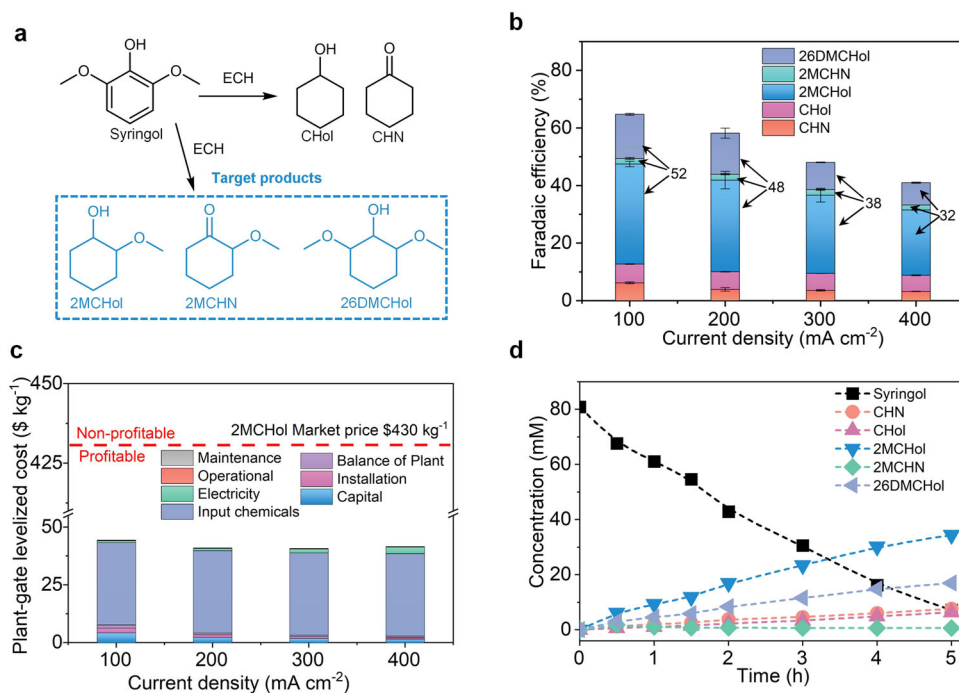 a
OH
O
O
Syringol
ECH
OH
O
CHol
CHN
ECH
Target products
OH
O
2MCHol
O
O
2MCHN
OH
O
O
26DMCHol
b
Faradaic efficiency (%)
80
60
40
20
0
26DMCHol
2MCHN
2MCHol
CHol
CHN
52
48
38
32
100 200 300 400
Current density (mA cm⁻²)
c
Plant-gate levelized cost ($ kg⁻¹)
450
425
50
25
0
Non-profitable
2MCHol Market price $430 kg⁻¹
Profitable
Maintenance
Operational
Electricity
Input chemicals
Balance of Plant
Installation
Capital
100 200 300 400
Current density (mA cm⁻²)
d
Concentration (mM)
80
60
40
20
0
Syringol
CHN
CHol
2MCHol
2MCHN
26DMCHol
0 1 2 3 4 5
Time (h)